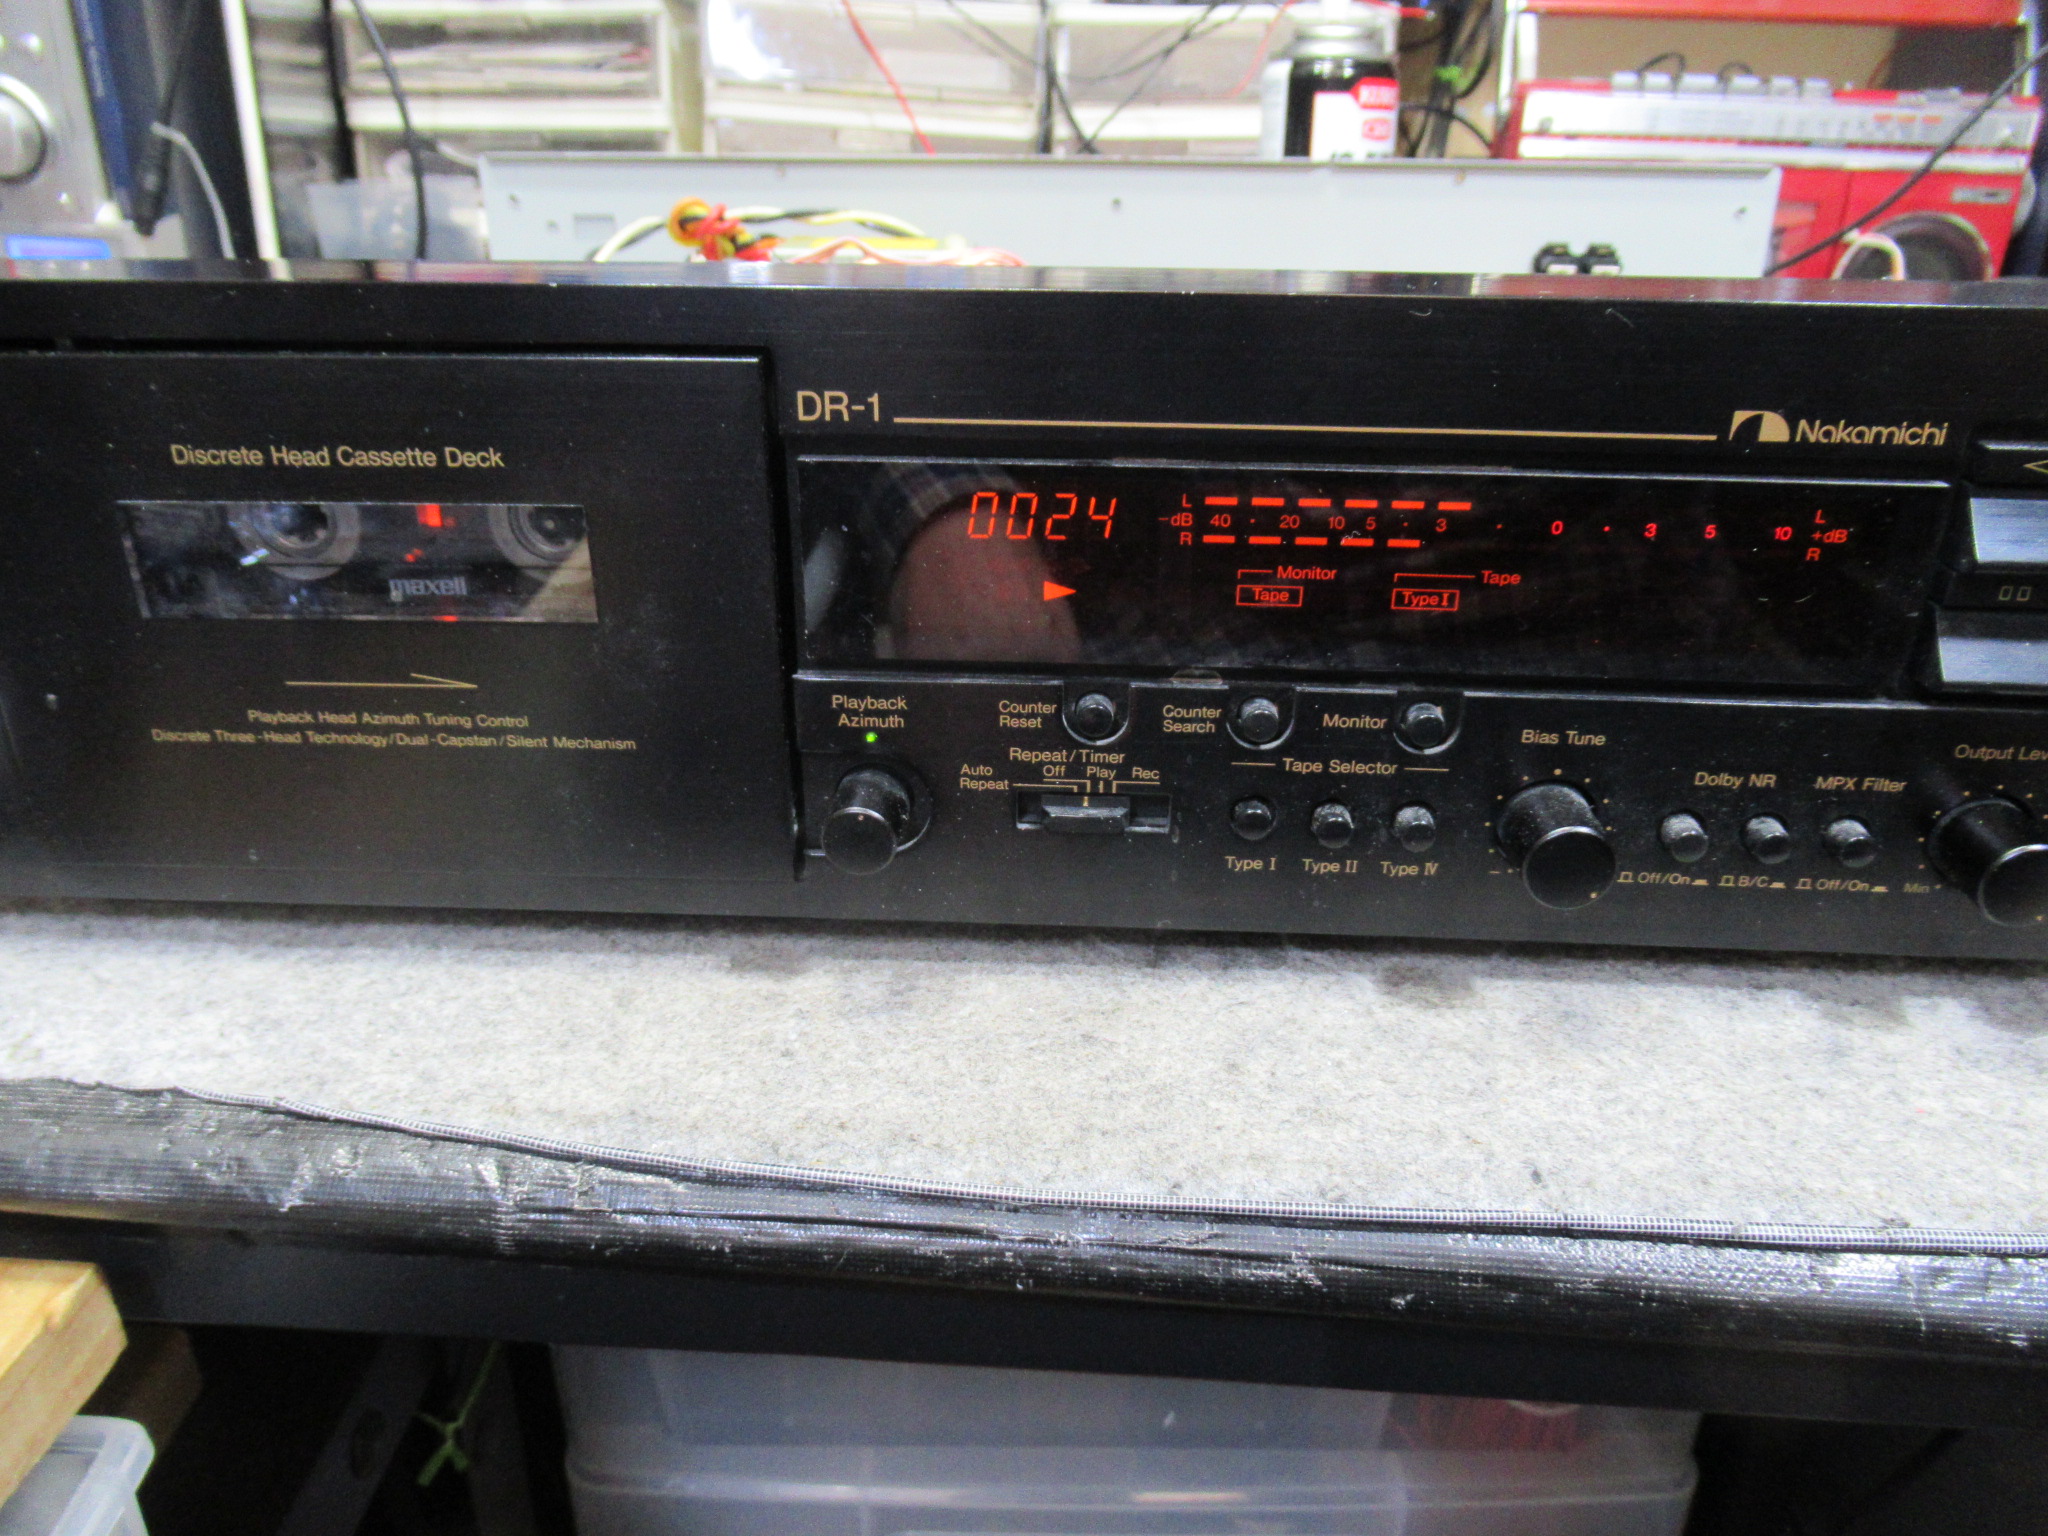 DR-1
Nakamichi
Discrete Head Cassette Deck
maxell
Playback Head Azimuth Tuning Control
Discrete Three-Head Technology/Dual-Capstan/Silent Mechanism
0024
L
-dB 40 · 20 10 5 · 3 · 0 · 3 5 10 +dB
R
L
R
Monitor
Tape
Tape
Type I
00
Playback
Azimuth
Counter
Reset
Counter
Search
Monitor
Repeat/Timer
Auto
Repeat
Off Play Rec
Tape Selector
Type I Type II Type IV
Bias Tune
Dolby NR
MPX Filter
Off/On
B/C
Off/On
Output Lev
Min